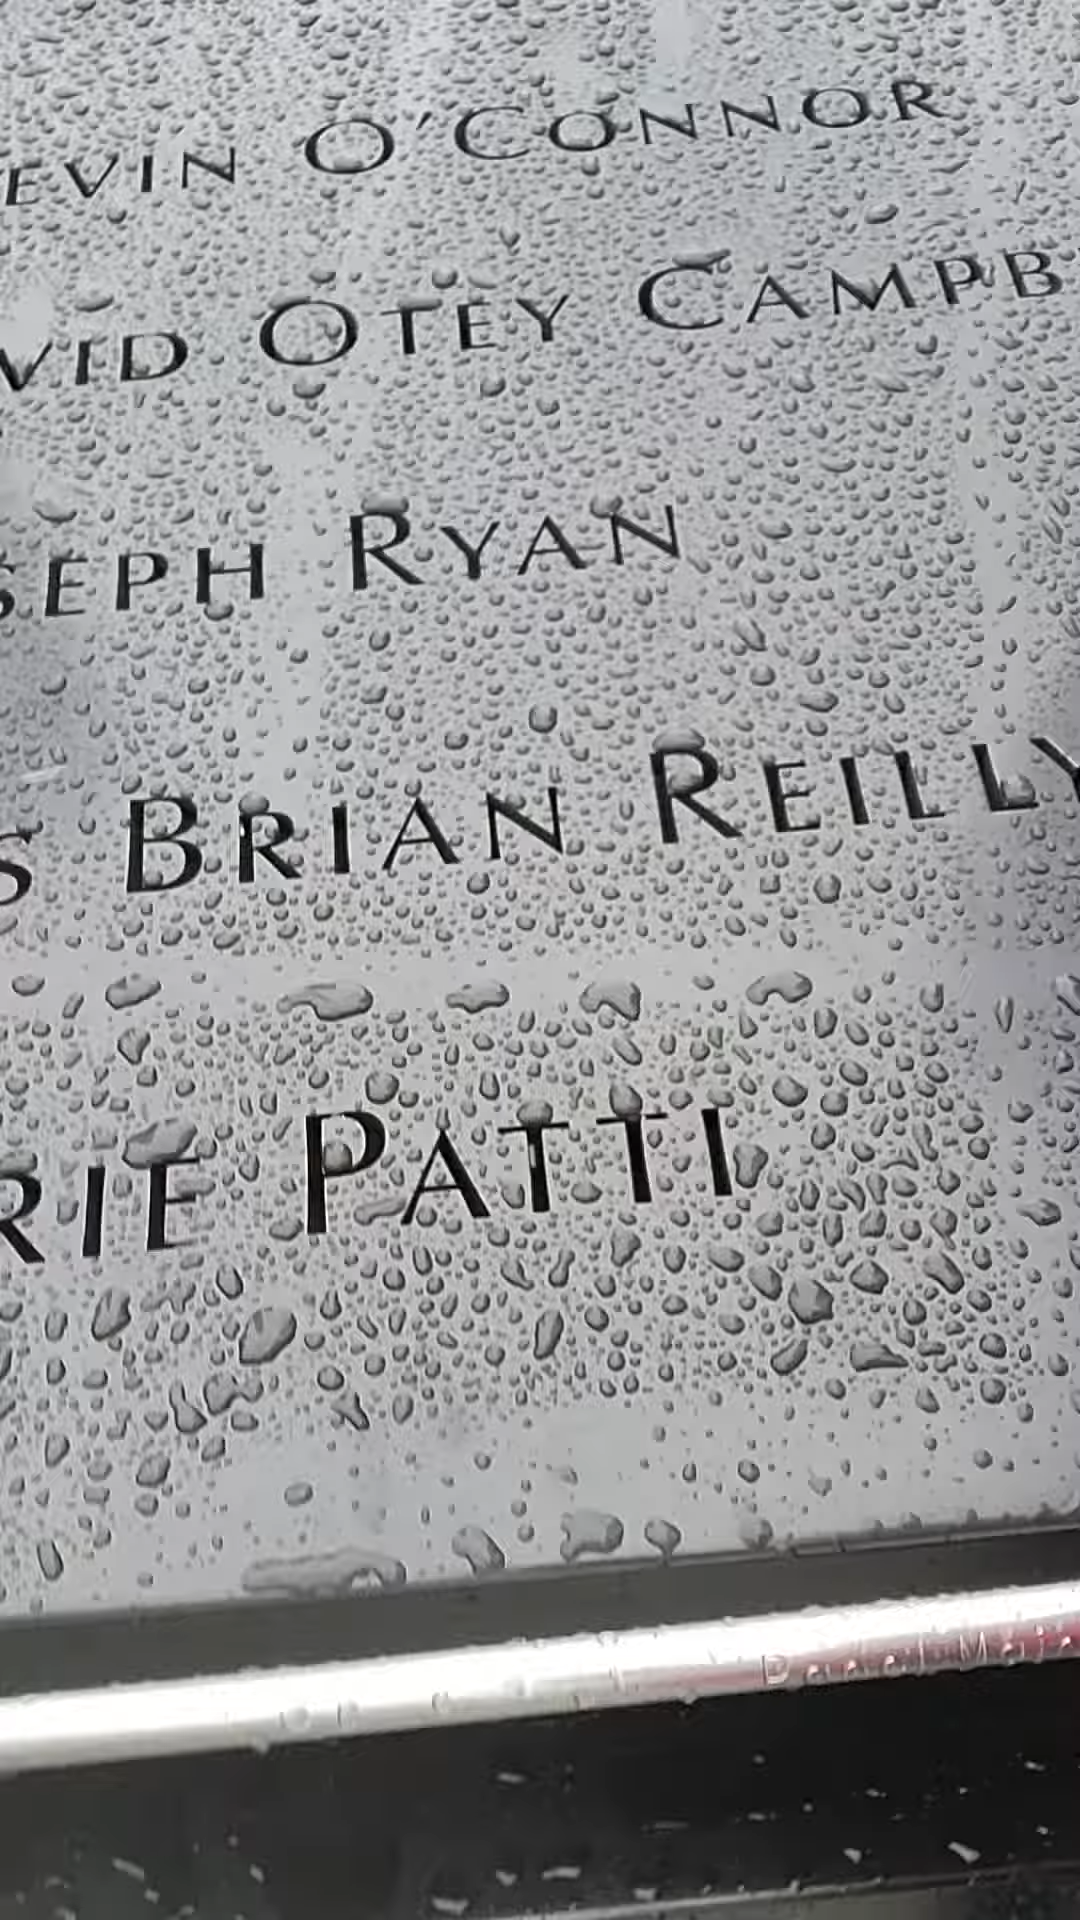 EVIN O'CONNOR
VID OTEY CAMPB
SEPH RYAN
S BRIAN REILLY
RIE PATTI